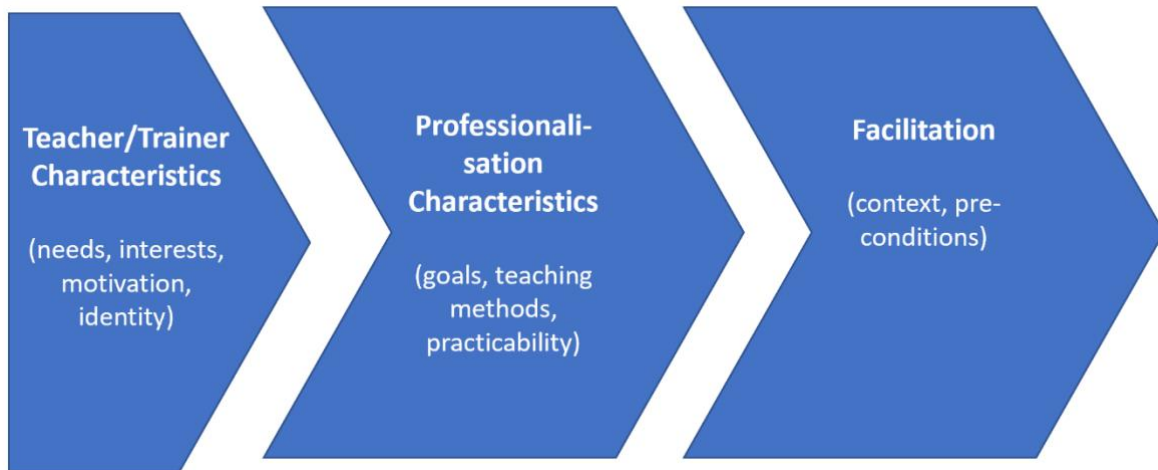 Teacher/Trainer
Characteristics
(needs, interests,
motivation,
identity)
Professionali-
sation
Characteristics
(goals, teaching
methods,
practicability)
Facilitation
(context, pre-
conditions)